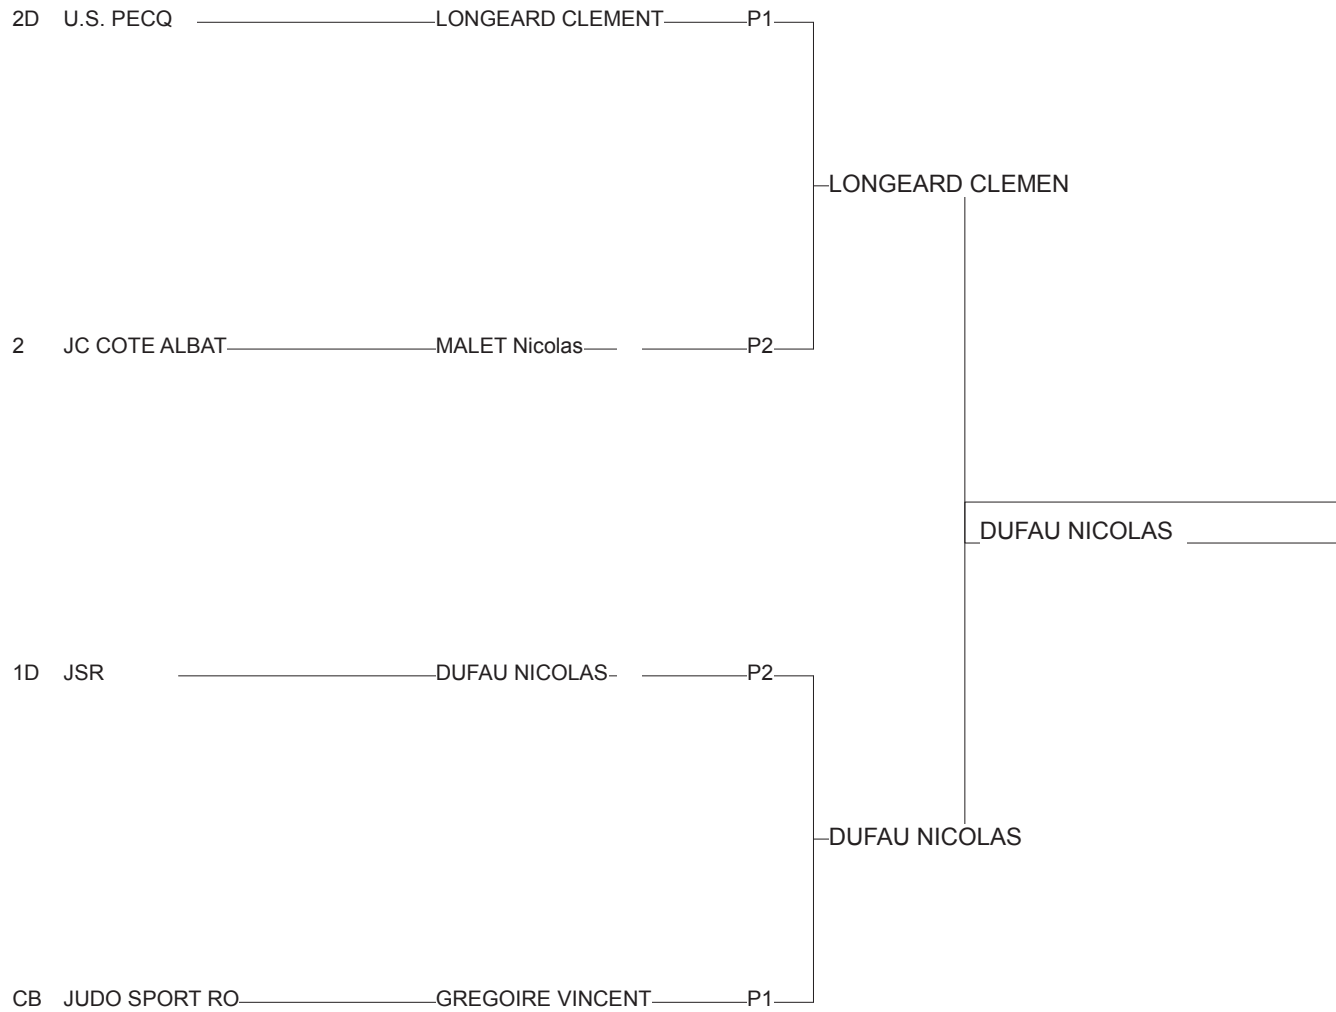 2D U.S. PECQ LONGEARD CLEMENT P1
LONGEARD CLEMEN
2 JC COTE ALBAT MALET Nicolas P2
DUFAU NICOLAS
1D JSR DUFAU NICOLAS P2
DUFAU NICOLAS
CB JUDO SPORT RO GREGOIRE VINCENT P1